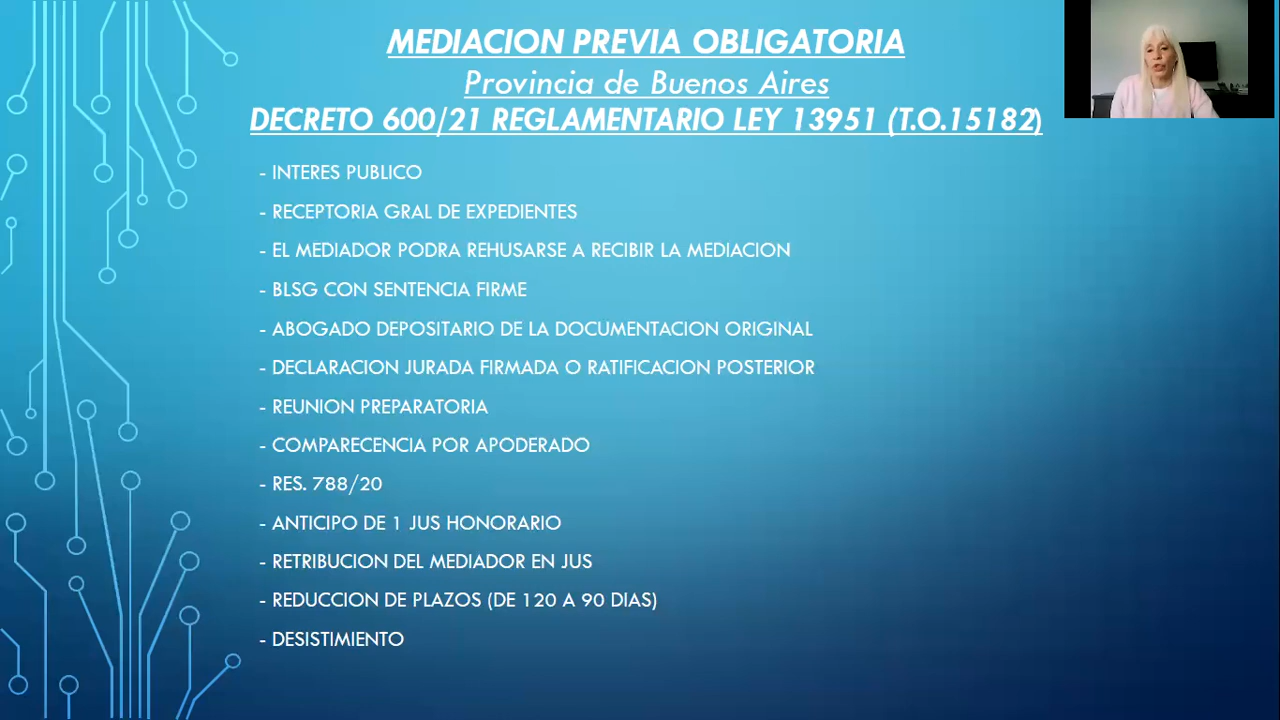 MEDIACION PREVIA OBLIGATORIA
Provincia de Buenos Aires
DECRETO 600/21 REGLAMENTARIO LEY 13951 (T.O.15182)
- INTERES PUBLICO
- RECEPTORIA GRAL DE EXPEDIENTES
- EL MEDIADOR PODRA REHUSARSE A RECIBIR LA MEDIACION
- BLSG CON SENTENCIA FIRME
- ABOGADO DEPOSITARIO DE LA DOCUMENTACION ORIGINAL
- DECLARACION JURADA FIRMADA O RATIFICACION POSTERIOR
- REUNION PREPARATORIA
- COMPARECENCIA POR APODERADO
- RES. 788/20
- ANTICIPO DE 1 JUS HONORARIO
- RETRIBUCION DEL MEDIADOR EN JUS
- REDUCCION DE PLAZOS (DE 120 A 90 DIAS)
- DESISTIMIENTO